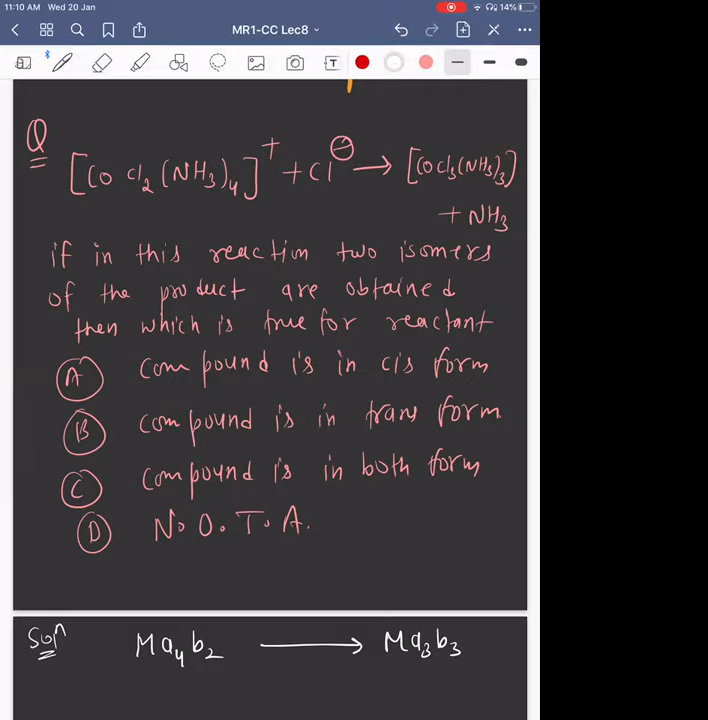 11:10 AM Wed 20 Jan 14%
MR1-CC Lec8
T
Q
[CO Cl2 (NH3)4]+ + Cl⊖ → [COCl3(NH3)3]
+ NH3
if in this reaction two isomers
of the product are obtained
then which is true for reactant
A compound is in cis form
B compound is in trans form
C compound is in both form
D N.O.T.A.
Soln Ma4b2 → Ma3b3